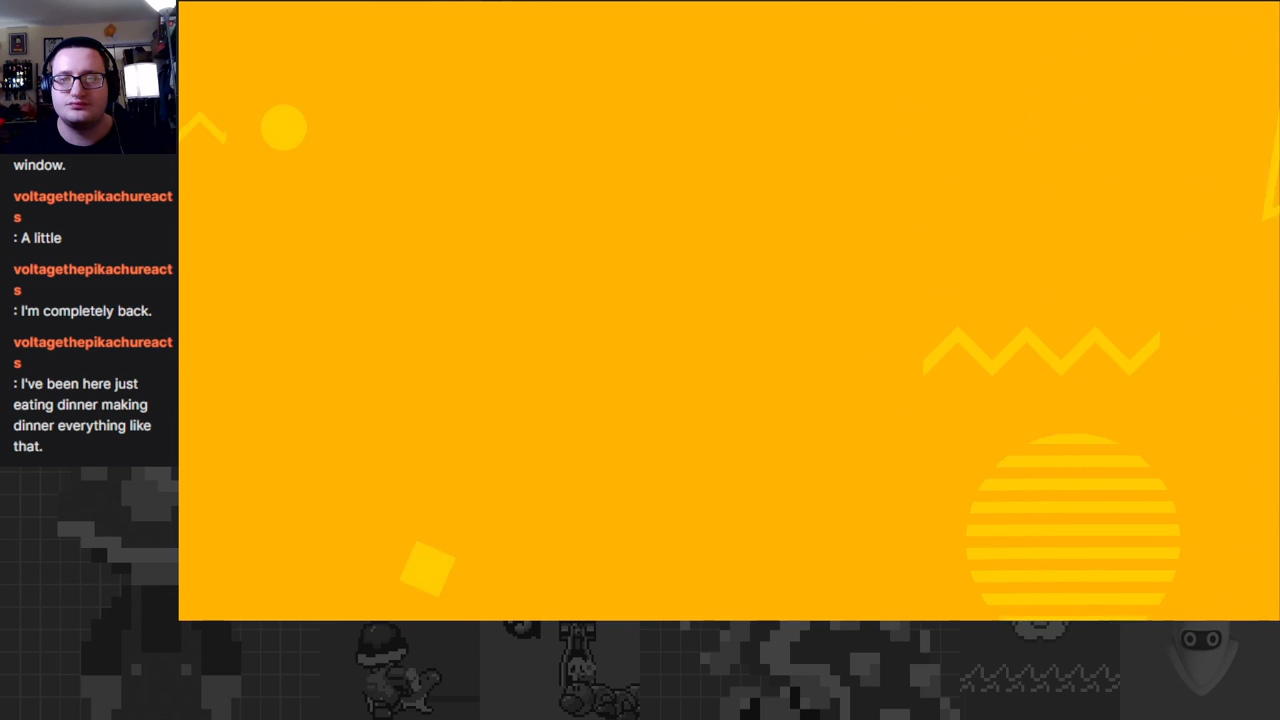 window.
voltagethepikachureact
s
: A little
voltagethepikachureact
s
: I'm completely back.
voltagethepikachureact
s
: I've been here just
eating dinner making
dinner everything like
that.